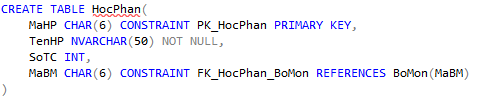 CREATE TABLE HocPhan(
MaHP CHAR(6) CONSTRAINT PK_HocPhan PRIMARY KEY,
TenHP NVARCHAR(50) NOT NULL,
SoTC INT,
MaBM CHAR(6) CONSTRAINT FK_HocPhan_BoMon REFERENCES BoMon(MaBM)
)